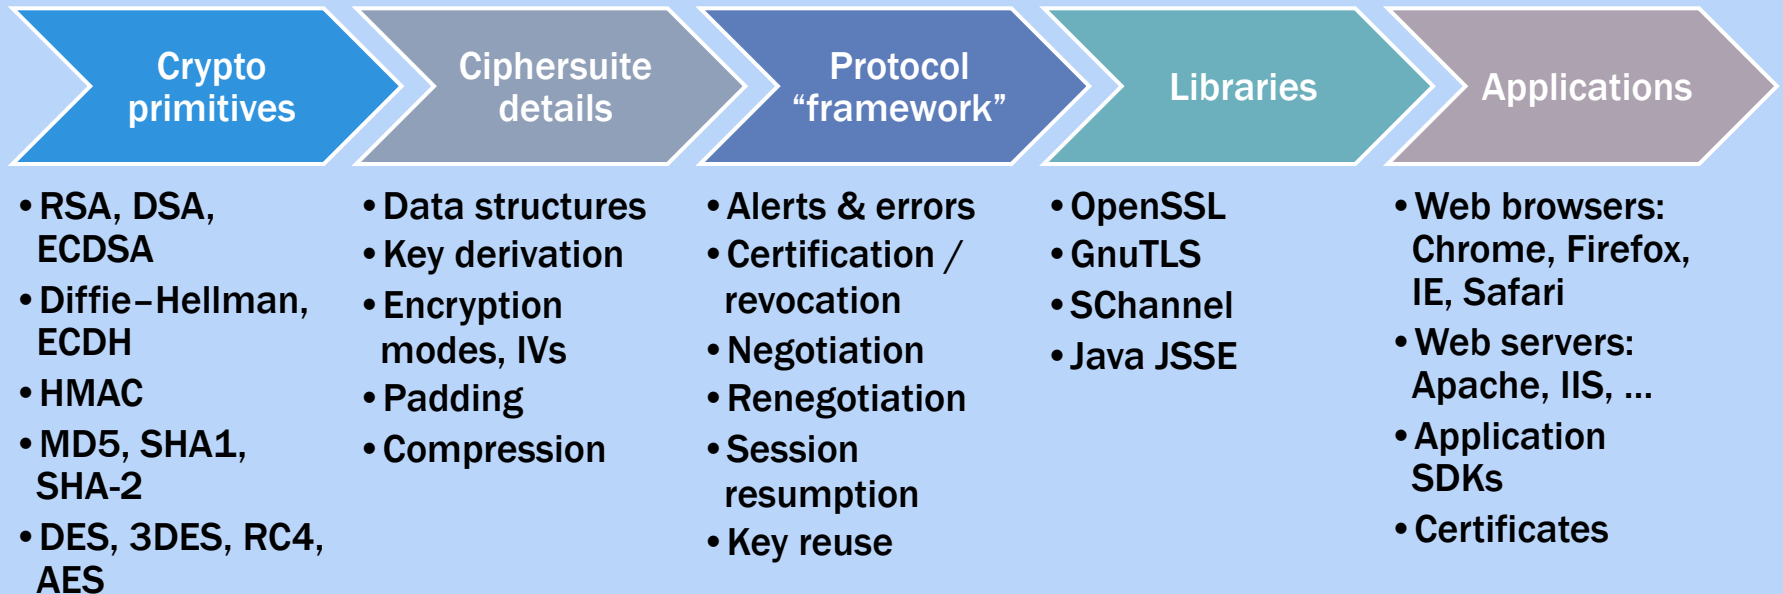 Crypto
primitives
• RSA, DSA,
ECDSA
• Diffie–Hellman,
ECDH
• HMAC
• MD5, SHA1,
SHA-2
• DES, 3DES, RC4,
AES
Ciphersuite
details
• Data structures
• Key derivation
• Encryption
modes, IVs
• Padding
• Compression
Protocol
“framework”
• Alerts & errors
• Certification /
revocation
• Negotiation
• Renegotiation
• Session
resumption
• Key reuse
Libraries
• OpenSSL
• GnuTLS
• SChannel
• Java JSSE
Applications
• Web browsers:
Chrome, Firefox,
IE, Safari
• Web servers:
Apache, IIS, ...
• Application
SDKs
• Certificates